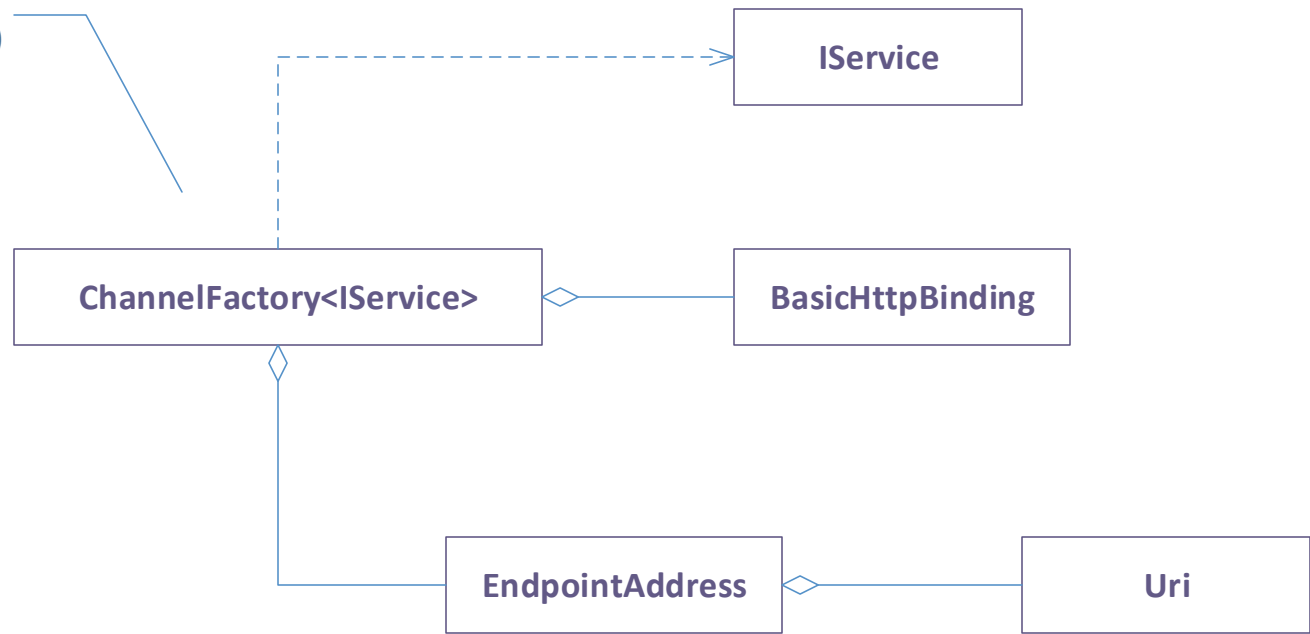 )
IService
ChannelFactory<IService>
BasicHttpBinding
EndpointAddress
Uri